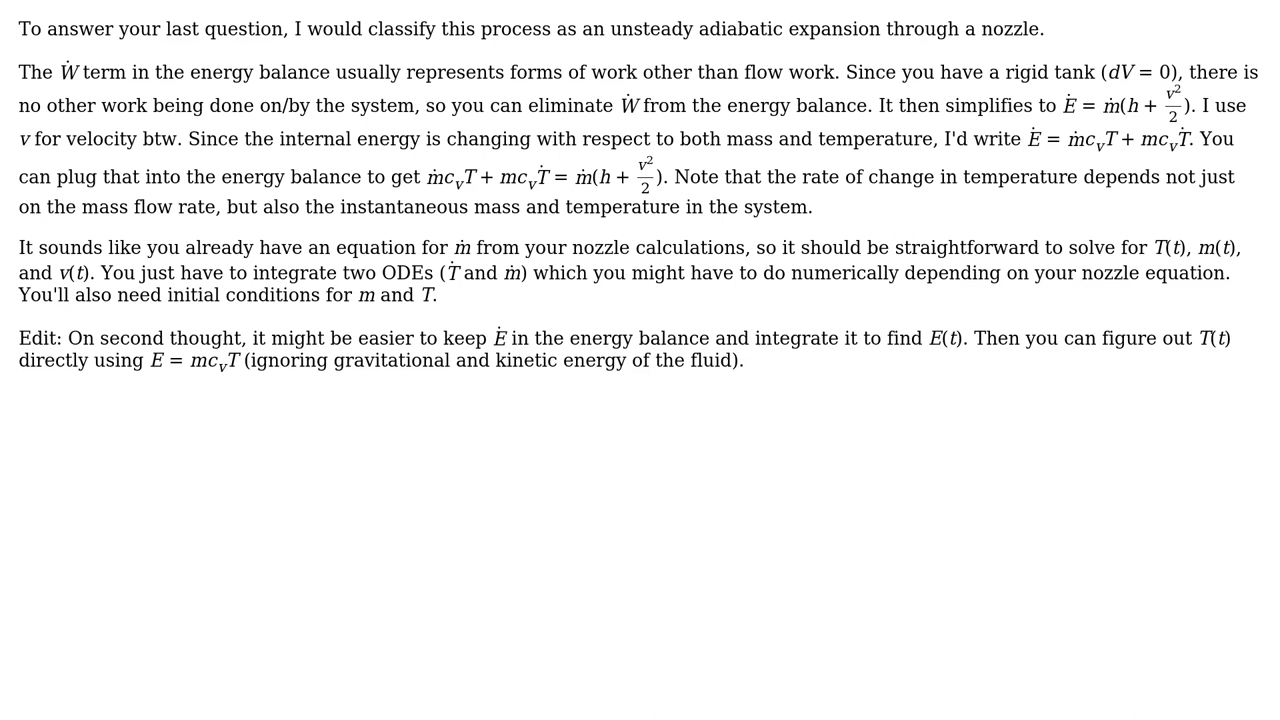 To answer your last question, I would classify this process as an unsteady adiabatic expansion through a nozzle.
The Ẇ term in the energy balance usually represents forms of work other than flow work. Since you have a rigid tank (dV = 0), there is
no other work being done on/by the system, so you can eliminate Ẇ from the energy balance. It then simplifies to Ė = ṁ(h + v²/2). I use
v for velocity btw. Since the internal energy is changing with respect to both mass and temperature, I'd write Ė = ṁcᵥT + mcᵥṪ. You
can plug that into the energy balance to get ṁcᵥT + mcᵥṪ = ṁ(h + v²/2). Note that the rate of change in temperature depends not just
on the mass flow rate, but also the instantaneous mass and temperature in the system.
It sounds like you already have an equation for ṁ from your nozzle calculations, so it should be straightforward to solve for T(t), m(t),
and v(t). You just have to integrate two ODEs (Ṫ and ṁ) which you might have to do numerically depending on your nozzle equation.
You'll also need initial conditions for m and T.
Edit: On second thought, it might be easier to keep Ė in the energy balance and integrate it to find E(t). Then you can figure out T(t)
directly using E = mcᵥT (ignoring gravitational and kinetic energy of the fluid).